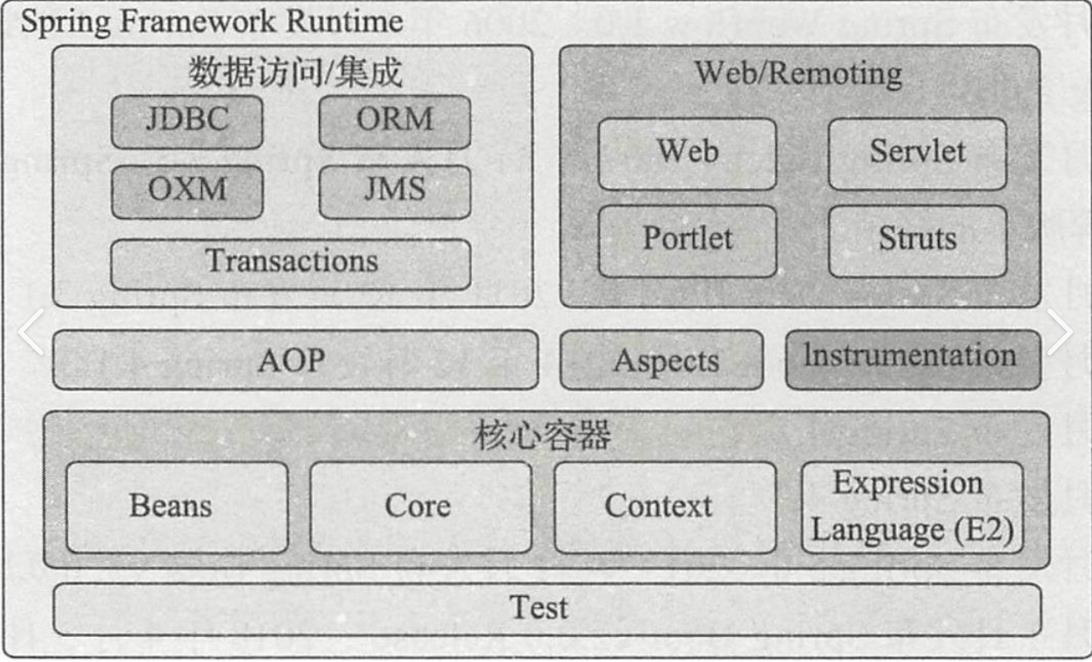 Spring Framework Runtime
数据访问/集成
JDBC
ORM
OXM
JMS
Transactions
Web/Remoting
Web
Servlet
Portlet
Struts
AOP
Aspects
Instrumentation
核心容器
Beans
Core
Context
Expression
Language (E2)
Test